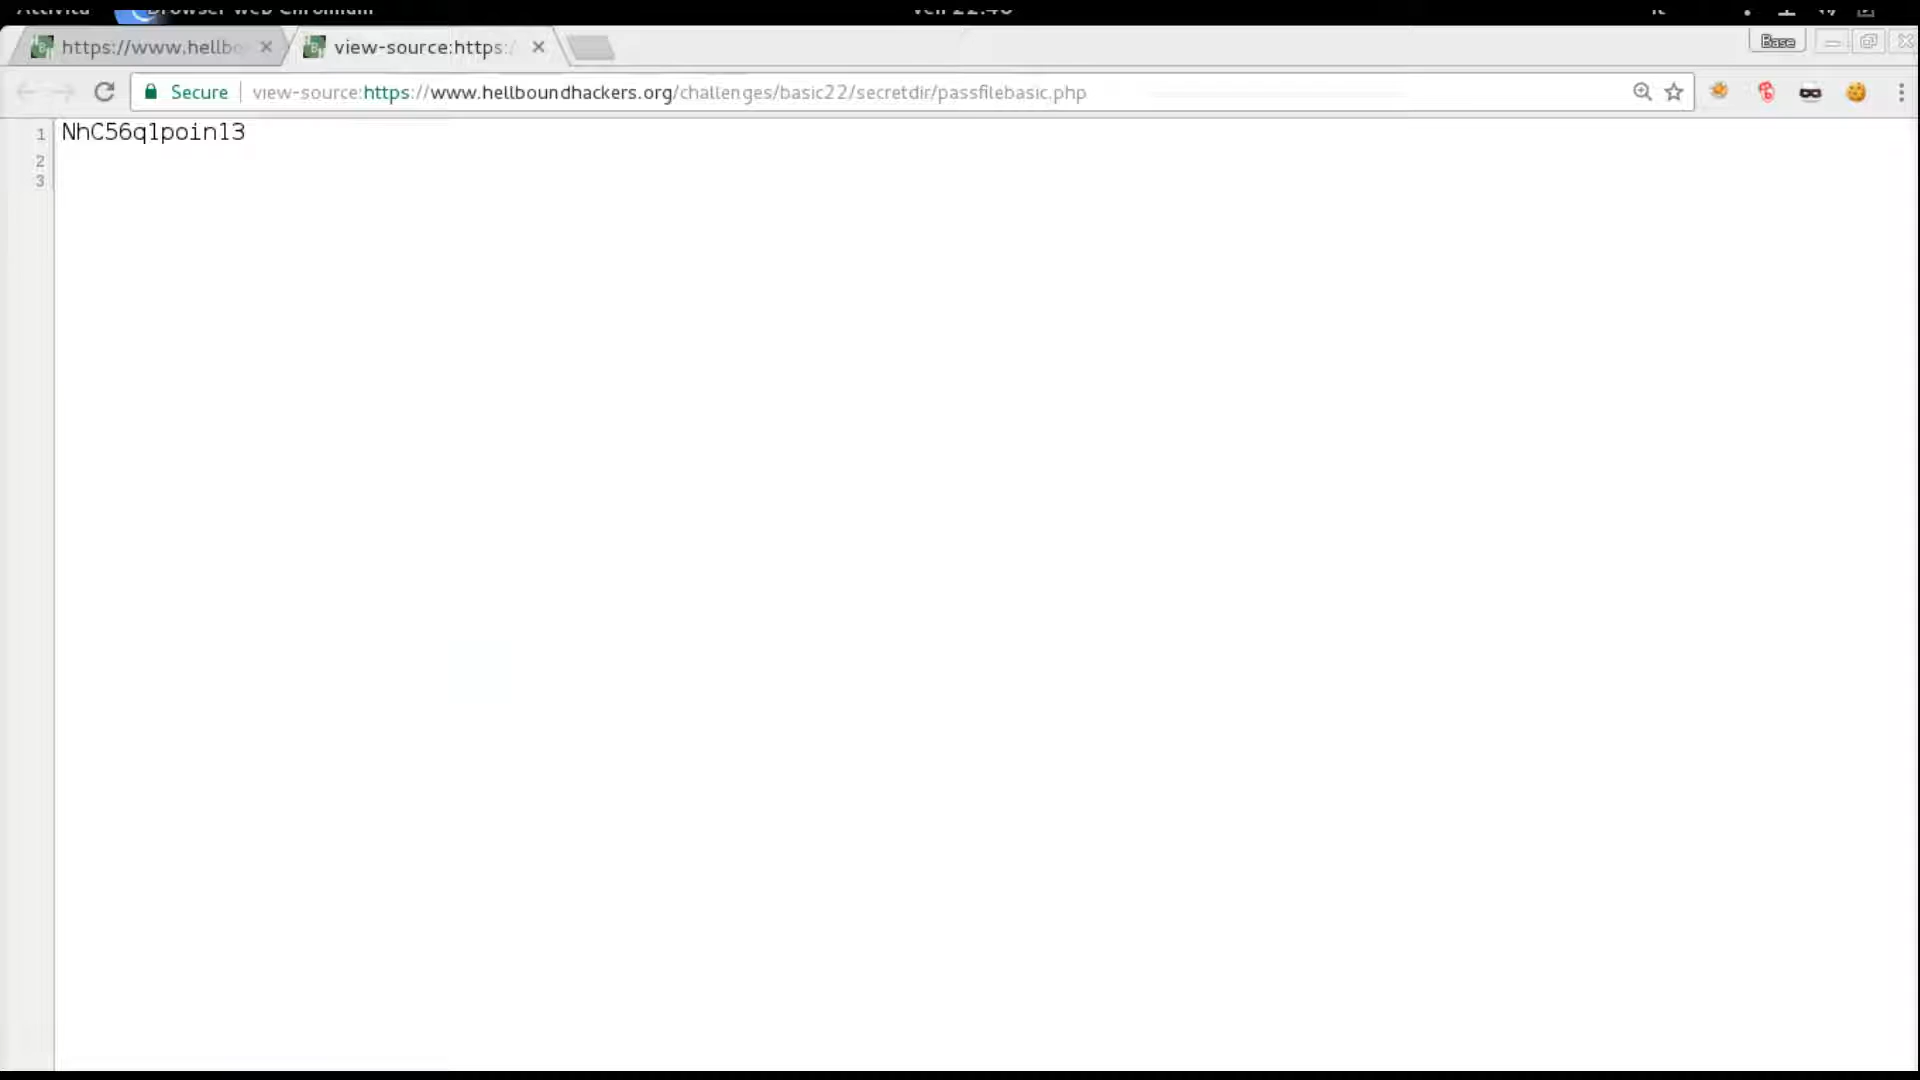 https://www.hellbo
view-source:https:/
Base
Secure
view-source:https://www.hellboundhackers.org/challenges/basic22/secretdir/passfilebasic.php
1 NhC56q1poin13
2
3